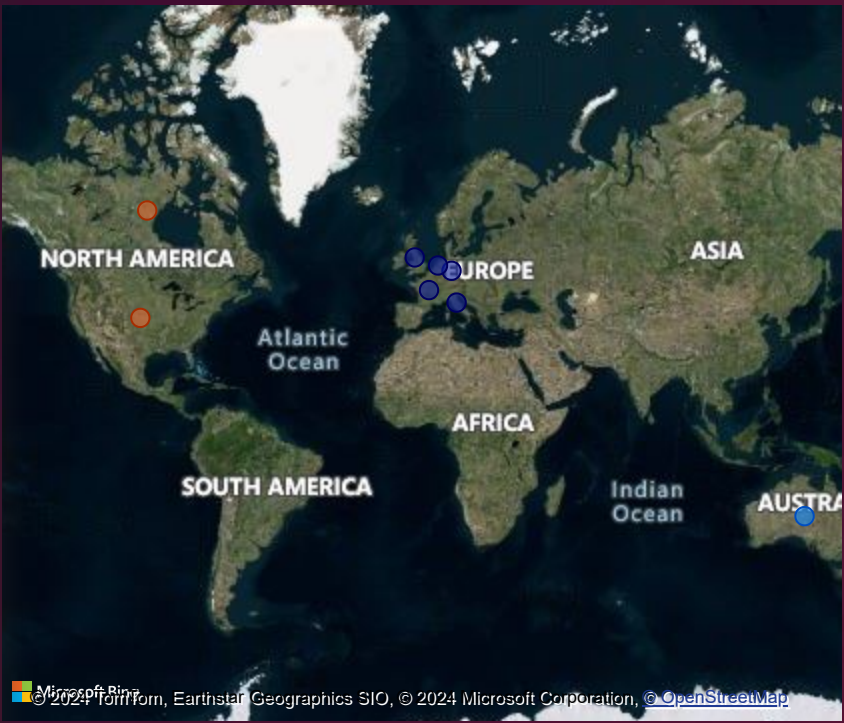 NORTH AMERICA
ASIA
EUROPE
Atlantic
Ocean
AFRICA
SOUTH AMERICA
Indian
Ocean
AUSTRA
Microsoft Bing
© 2024 TomTom, Earthstar Geographics SIO, © 2024 Microsoft Corporation, © OpenStreetMap